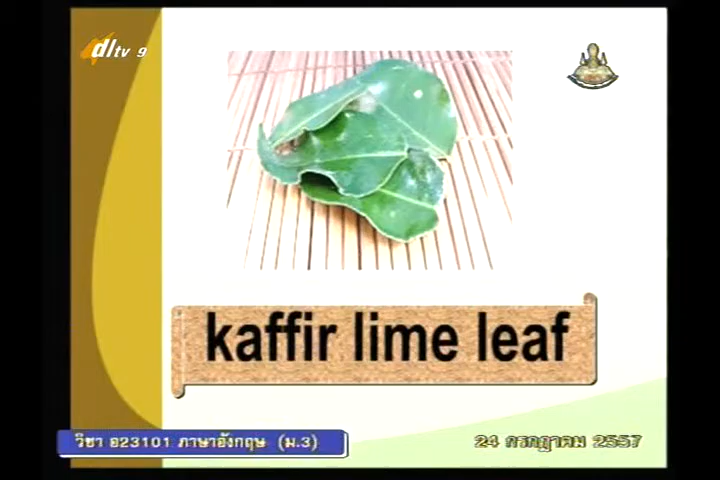 dltv 9
kaffir lime leaf
วิชา อ23101 ภาษาอังกฤษ (ม.3)
24 กรกฎาคม 2557